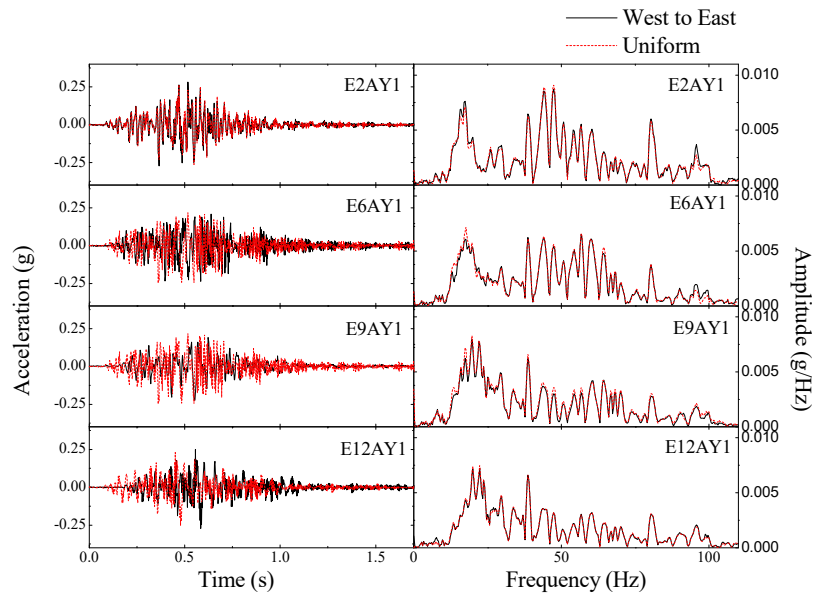 West to East
Uniform
0.25
0.00
-0.25
E2AY1
E2AY1
0.010
0.005
0.000
0.25
0.00
-0.25
E6AY1
E6AY1
0.010
0.005
0.000
0.25
0.00
-0.25
E9AY1
E9AY1
0.010
0.005
0.000
0.25
0.00
-0.25
E12AY1
E12AY1
0.010
0.005
0.000
Acceleration (g)
Amplitude (g/Hz)
0.0 0.5 1.0 1.5 0 50 100
Time (s)
Frequency (Hz)